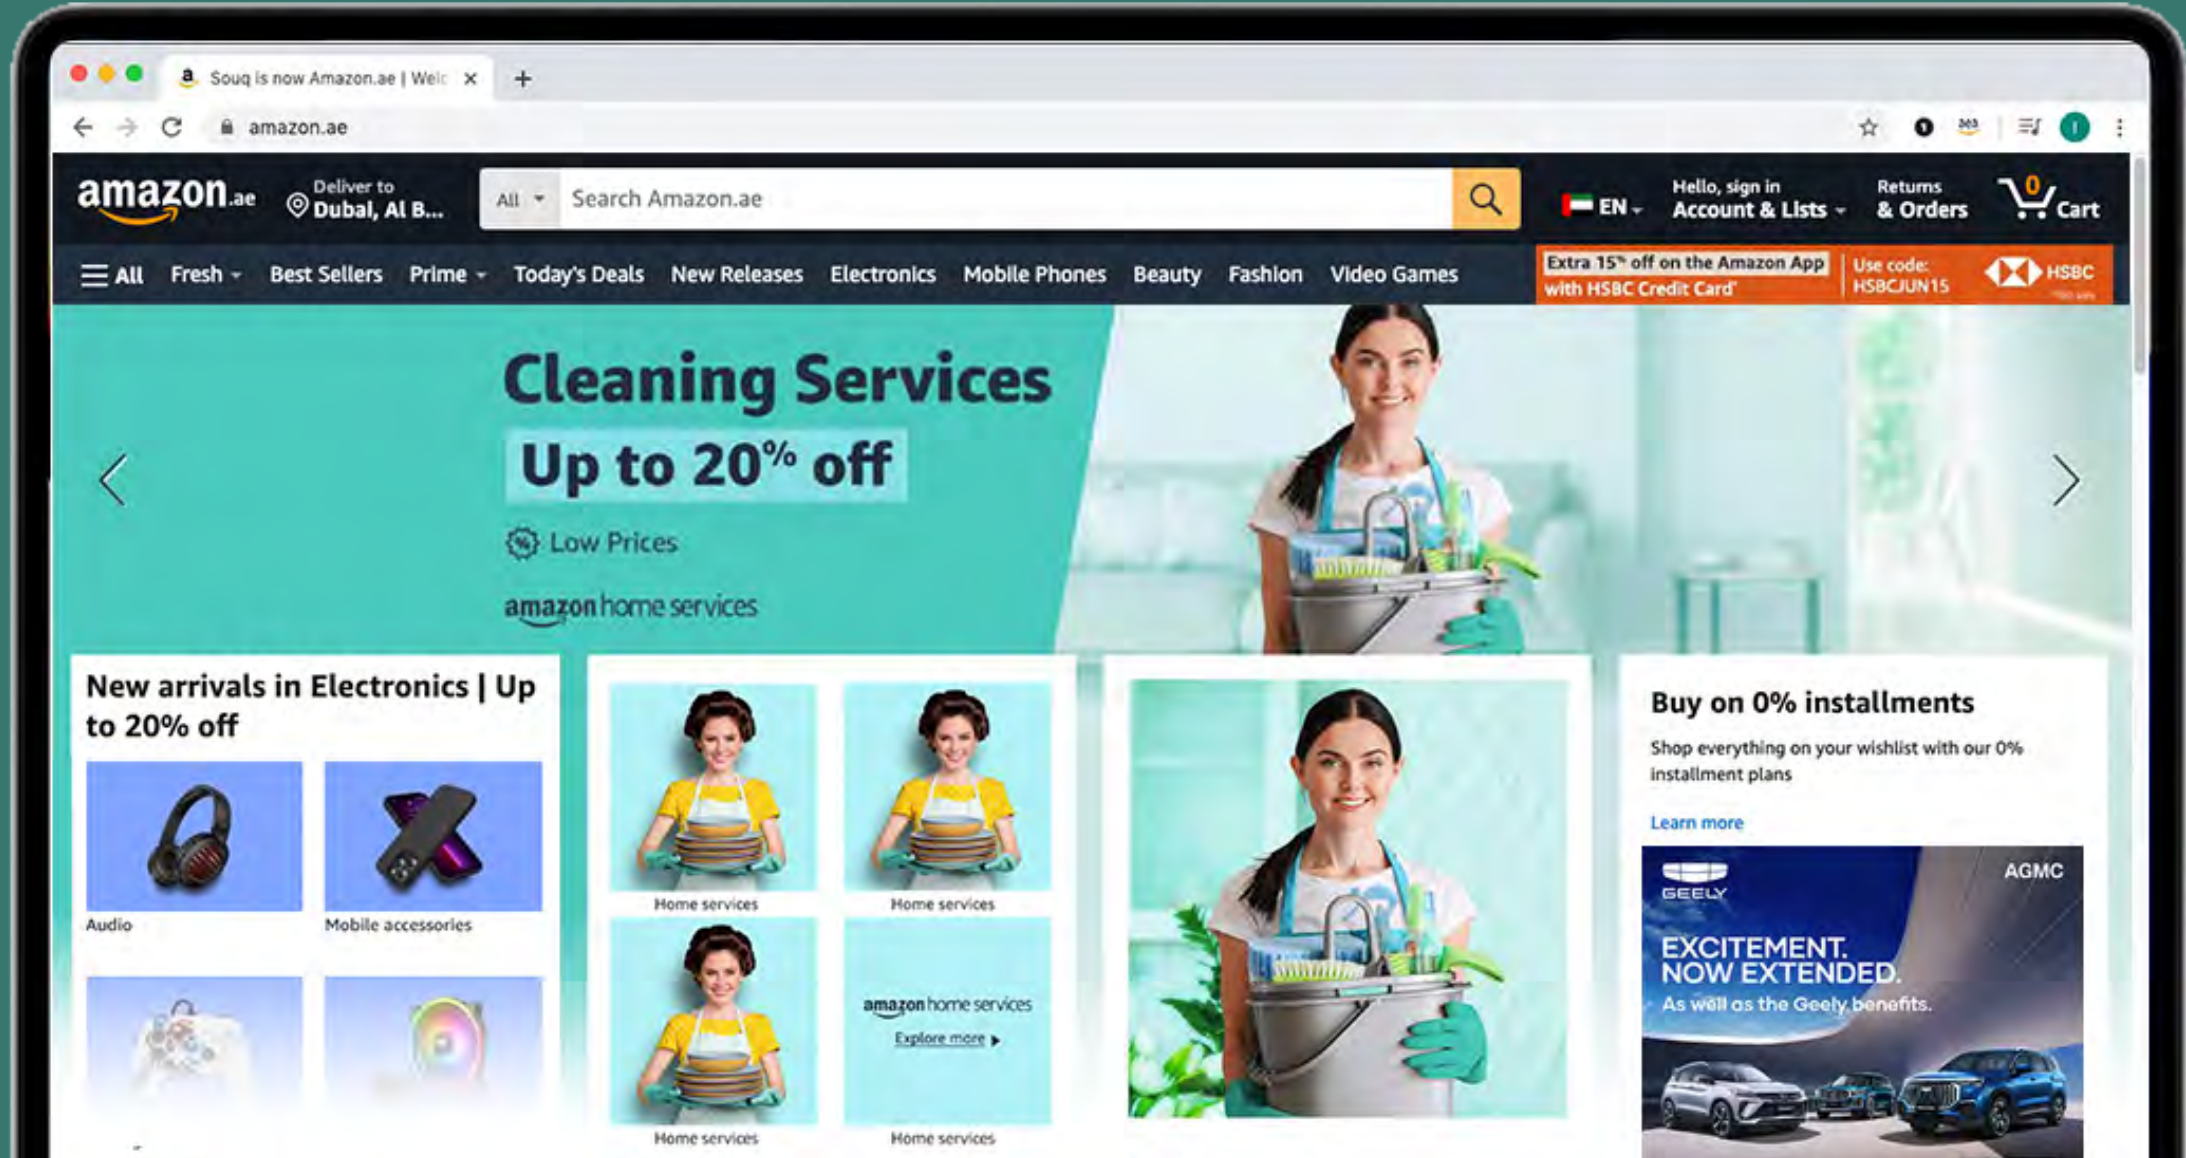 Souq is now Amazon.ae | Welc
amazon.ae
amazon.ae
Deliver to
Dubai, Al B...
All
Search Amazon.ae
EN
Hello, sign in
Account & Lists
Returns
& Orders
0
Cart
All
Fresh
Best Sellers
Prime
Today's Deals
New Releases
Electronics
Mobile Phones
Beauty
Fashion
Video Games
Extra 15% off on the Amazon App
with HSBC Credit Card*
Use code:
HSBCJUN15
HSBC
Cleaning Services
Up to 20% off
% Low Prices
amazon home services
New arrivals in Electronics | Up
to 20% off
Audio
Mobile accessories
Home services
Home services
amazon home services
Explore more
Home services
Home services
Buy on 0% installments
Shop everything on your wishlist with our 0%
installment plans
Learn more
GEELY
AGMC
EXCITEMENT.
NOW EXTENDED.
As well as the Geely benefits.